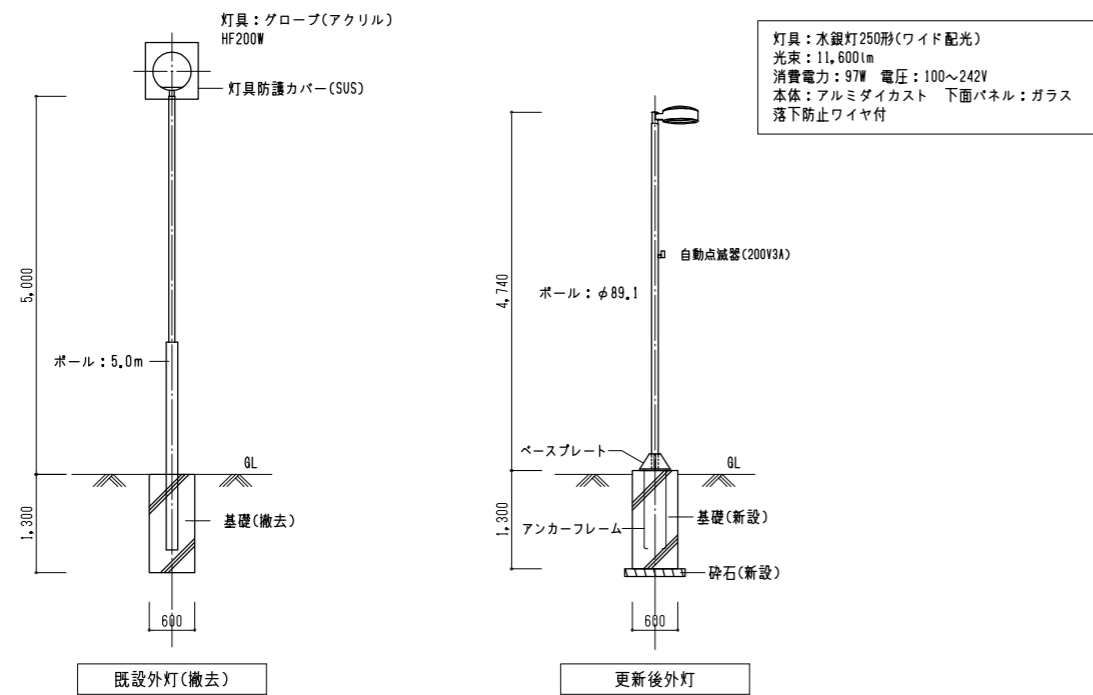 灯具：グローブ(アクリル)
HF200W
灯具防護カバー(SUS)
5,000
ポール：5.0m
GL
基礎(撤去)
1,300
600
既設外灯(撤去)
灯具：水銀灯250形(ワイド配光)
光束：11,600lm
消費電力：97W 電圧：100～242V
本体：アルミダイカスト 下面パネル：ガラス
落下防止ワイヤ付
自動点滅器(200V3A)
4,740
ポール：φ89.1
ベースプレート
GL
アンカーフレーム
基礎(新設)
1,300
砕石(新設)
600
更新後外灯